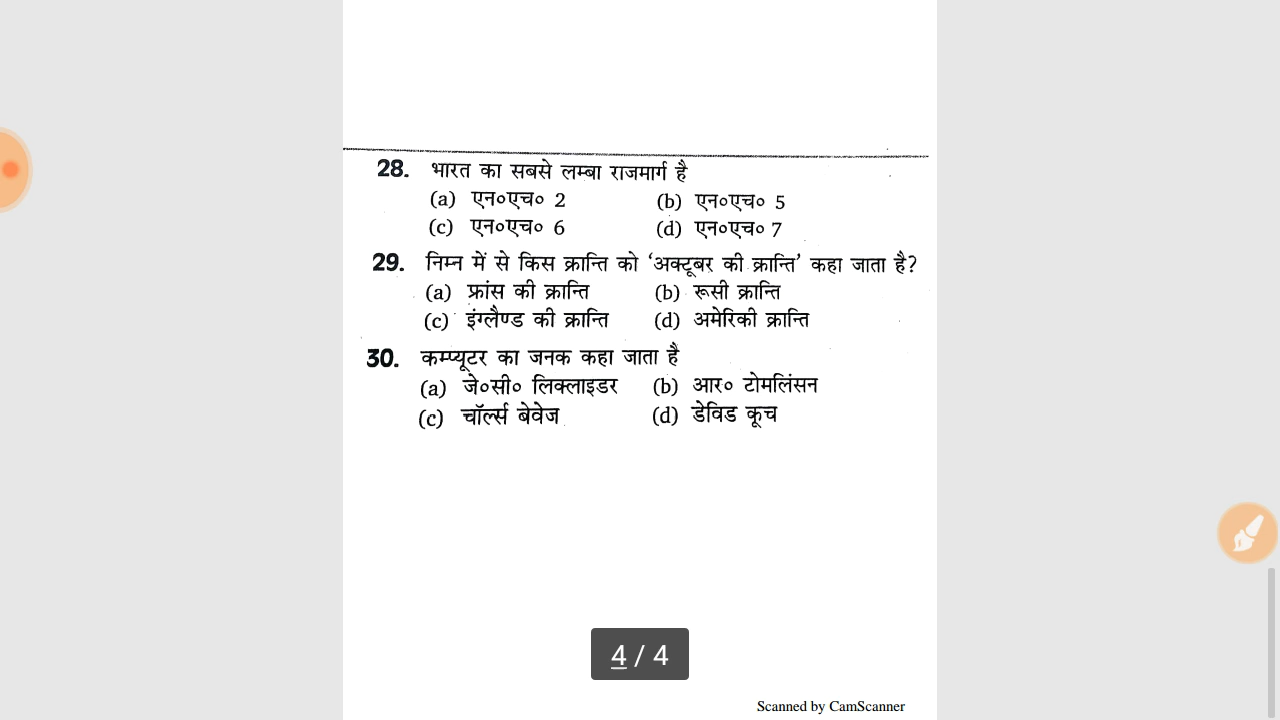 28. भारत का सबसे लम्बा राजमार्ग है
(a) एन०एच० 2 (b) एन०एच० 5
(c) एन०एच० 6 (d) एन०एच० 7
29. निम्न में से किस क्रान्ति को ‘अक्टूबर की क्रान्ति’ कहा जाता है?
(a) फ्रांस की क्रान्ति (b) रूसी क्रान्ति
(c) इंग्लैण्ड की क्रान्ति (d) अमेरिकी क्रान्ति
30. कम्प्यूटर का जनक कहा जाता है
(a) जे०सी० लिक्लाइडर (b) आर० टोमलिंसन
(c) चॉर्ल्स बेवेज (d) डेविड कूच
4 / 4
Scanned by CamScanner